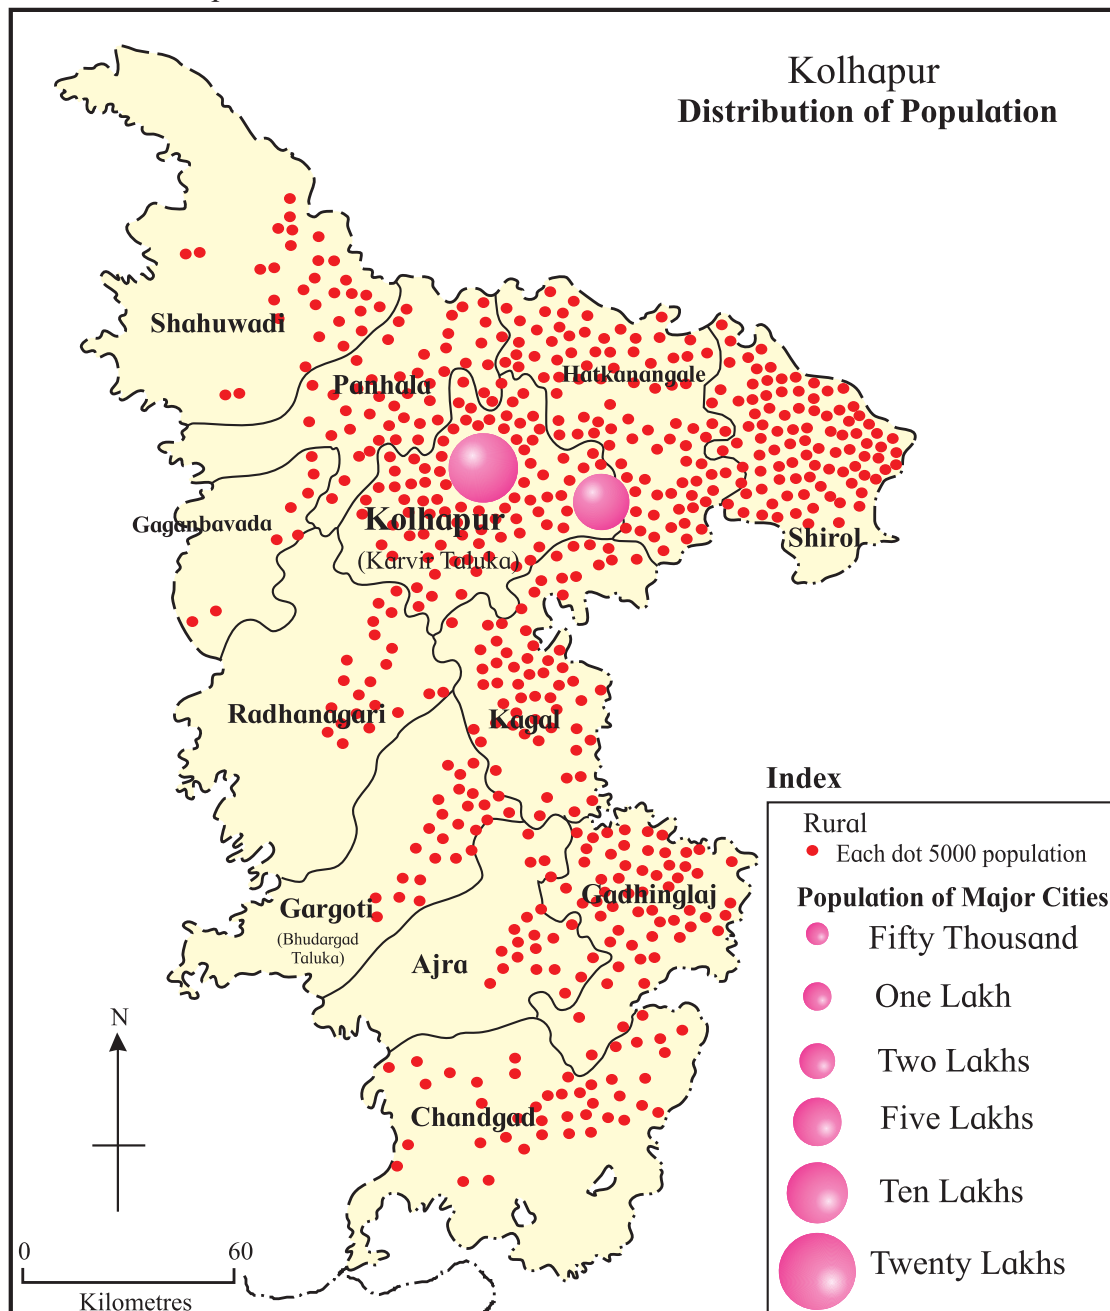 Kolhapur
Distribution of Population
Shahuwadi
Panhala
Hatkanangale
Gaganbavada
Kolhapur
(Karvir Taluka)
Shirol
Radhanagari
Kagal
Gargoti
(Bhudargad
Taluka)
Ajra
Gadhinglaj
Chandgad
N
0 60
Kilometres
Index
Rural
Each dot 5000 population
Population of Major Cities
Fifty Thousand
One Lakh
Two Lakhs
Five Lakhs
Ten Lakhs
Twenty Lakhs